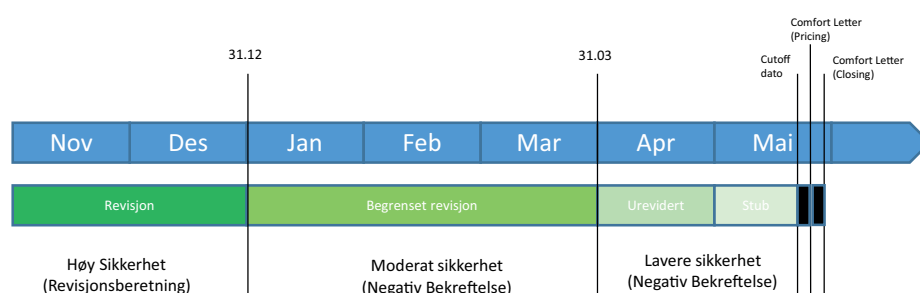 Comfort Letter
(Pricing)
31.12
31.03
Cutoff
dato
Comfort Letter
(Closing)
Nov
Des
Jan
Feb
Mar
Apr
Mai
Revisjon
Begrenset revisjon
Urevidert
Stub
Høy Sikkerhet
(Revisjonsberetning)
Moderat sikkerhet
(Negativ Bekreftelse)
Lavere sikkerhet
(Negativ Bekreftelse)